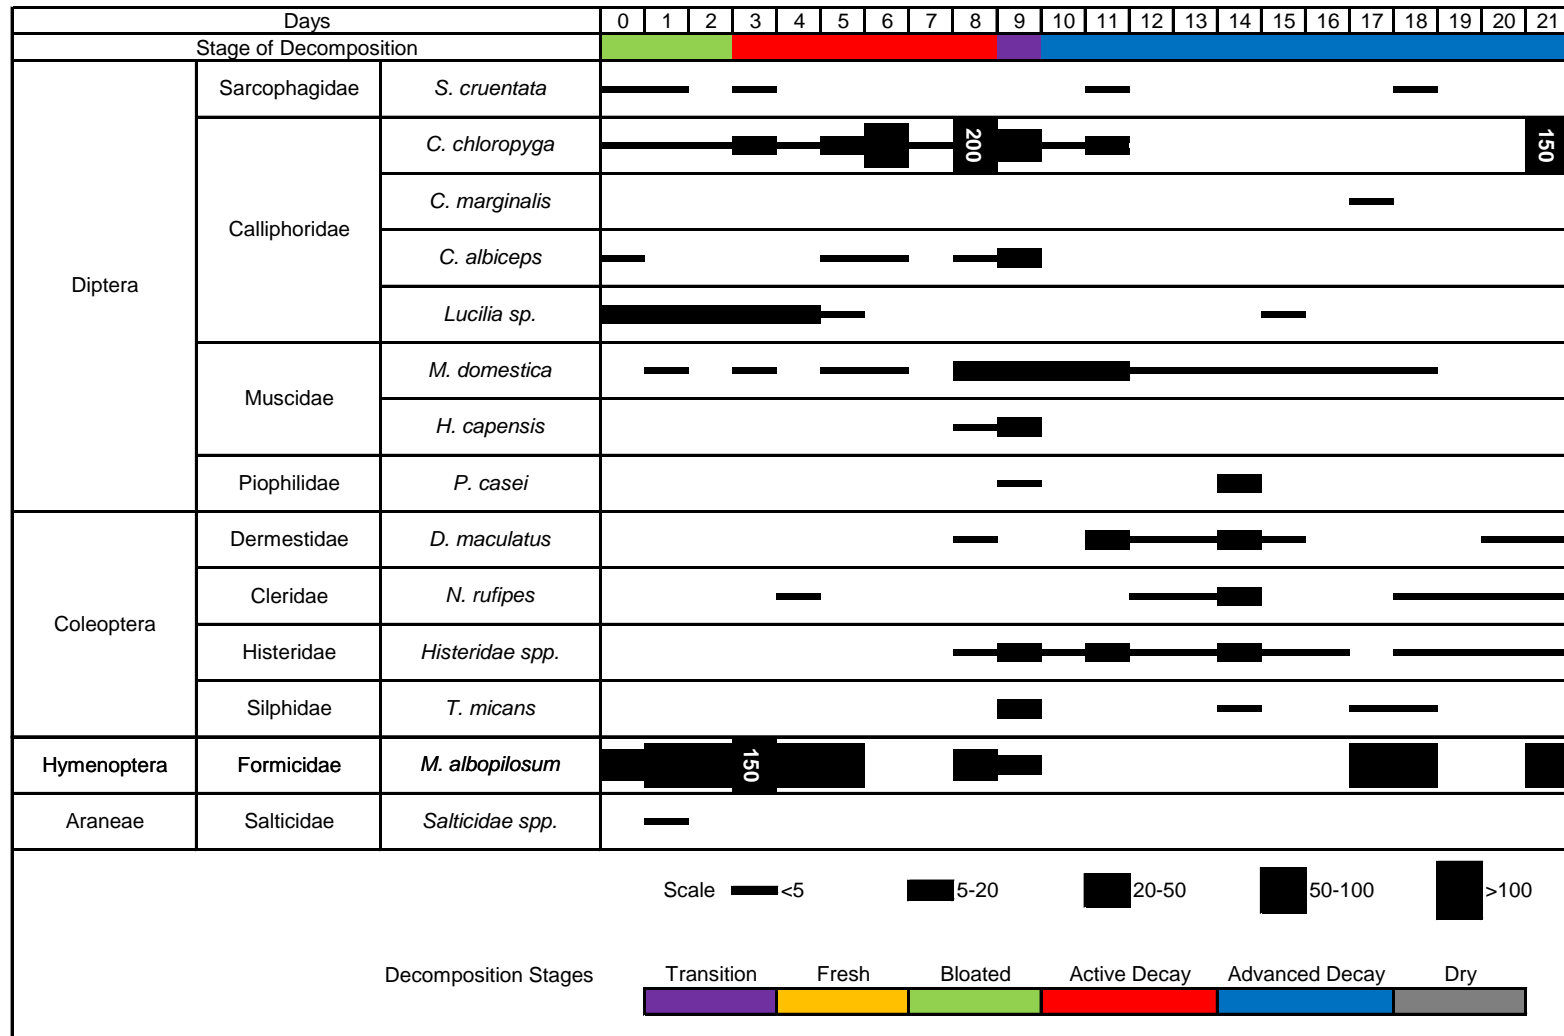 Days 0 1 2 3 4 5 6 7 8 9 10 11 12 13 14 15 16 17 18 19 20 21
Stage of Decomposition
Diptera
Sarcophagidae
S. cruentata
Calliphoridae
C. chloropyga
200
150
C. marginalis
C. albiceps
Lucilia sp.
Muscidae
M. domestica
H. capensis
Piophilidae
P. casei
Coleoptera
Dermestidae
D. maculatus
Cleridae
N. rufipes
Histeridae
Histeridae spp.
Silphidae
T. micans
Hymenoptera
Formicidae
M. albopilosum
150
Araneae
Salticidae
Salticidae spp.
Scale <5 5-20 20-50 50-100 >100
Decomposition Stages Transition Fresh Bloated Active Decay Advanced Decay Dry